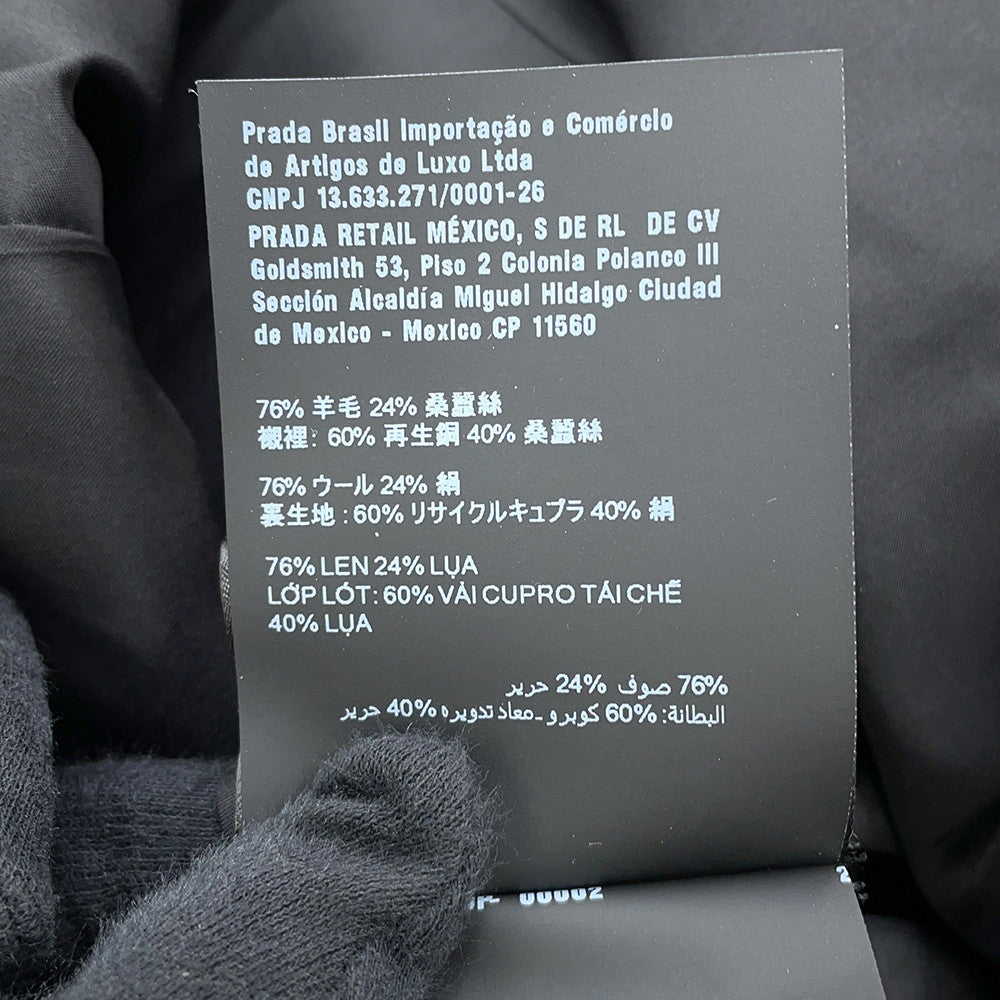 Prada Brasil Importação e Comércio
de Artigos de Luxo Ltda
CNPJ 13.633.271/0001-26
PRADA RETAIL MÉXICO, S DE RL DE CV
Goldsmith 53, Piso 2 Colonia Polanco III
Sección Alcaldía Miguel Hidalgo Ciudad
de Mexico - Mexico CP 11560
76% 羊毛 24% 桑蠶絲
襯裡: 60% 再生銅 40% 桑蠶絲
76% ウール 24% 絹
裏生地 : 60% リサイクルキュプラ 40% 絹
76% LEN 24% LỤA
LỚP LÓT: 60% VẢI CUPRO TÁI CHẾ
40% LỤA
76% صوف 24% حرير
البطانة: 60% كوبرو - معاد تدويره 40% حرير
00002